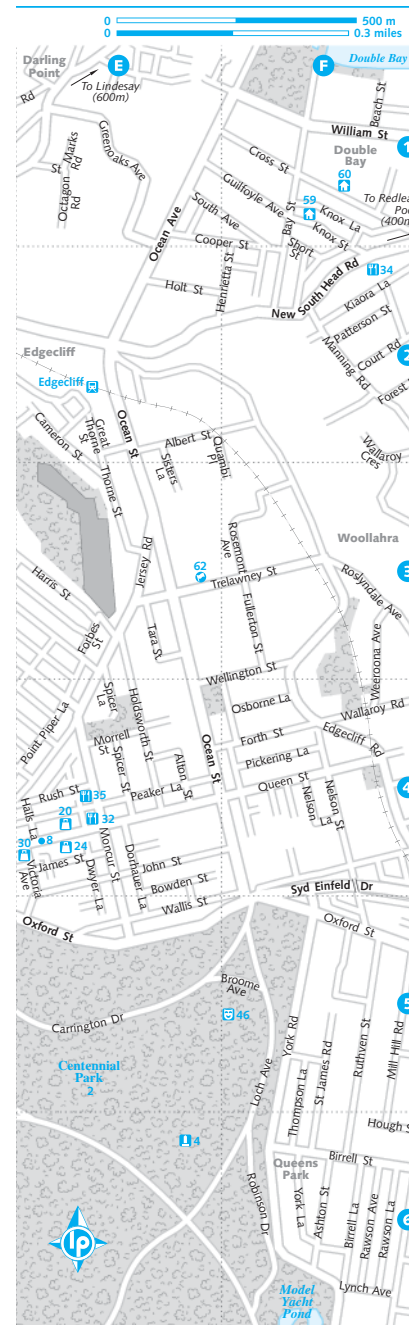 0 500 m
0 0.3 miles
Darling
Point
E
F
Double Bay
To Lindesay
(600m)
Rd
Beach St
William St
1
Greenoaks Ave
Cross St
Double
Bay
St Marks
Rd
Octagon
Rd
60
Guilfoyle Ave
59
South Ave
Bay St
Knox La
To Redlea
Po
(400m
Ocean Ave
Knox St
Cooper St
Short
St
Henrietta St
34
Holt St
New South Head Rd
Kiaora La
Patterson St
Manning Rd
Court Rd
2
Edgecliff
Edgecliff
Forest
Great
Thorne
St
Ocean St
Cameron St
Albert St
Quambi
Pl
Wallaroy
Cres
Sisters
La
Thorne St
Rosemont
Ave
Woollahra
Jersey Rd
62
Trelawney St
3
Harris St
Roslyndale Ave
Fullerton St
Forbes
St
Tara St
Weeroona Ave
Wellington St
Spicer
La
Holdsworth St
Osborne La
Wallaroy Rd
Point Piper La
Forth St
Edgecliff Rd
Morrell
St
Ocean St
Spicer St
Alton
St
Pickering La
4
Rush St
35
Peaker La
Queen St
Nelson
La
Nelson St
20
Halls La
32
8
30
24
Moncur St
Dorhauer La
John St
Victoria
Ave
James St
Dwyer La
Bowden St
Syd Einfeld Dr
Wallis St
Oxford St
Oxford St
Broome
Ave
5
Carrington Dr
46
York Rd
Ruthven St
Mill Hill Rd
Centennial
Park
2
Loch Ave
Thompson La
St James Rd
Hough S
4
Birrell St
Queens
Park
Robinson Dr
York La
Ashton St
Birrell La
Rawson Ave
Rawson La
6
lp
Lynch Ave
Model
Yacht
Pond